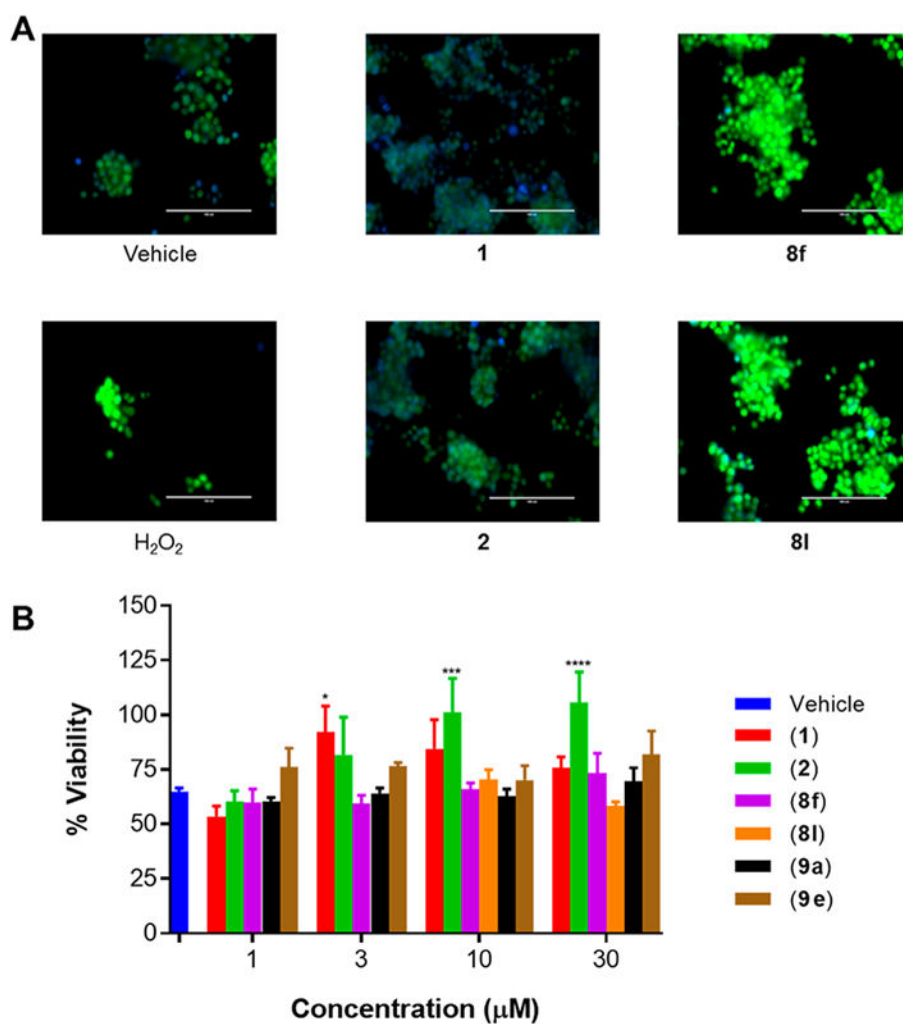 A
Vehicle
1
8f
H₂O₂
2
8l
B
% Viability
150
125
100
75
50
25
0
*
***
****
1
3
10
30
Concentration (μM)
Vehicle
(1)
(2)
(8f)
(8l)
(9a)
(9e)